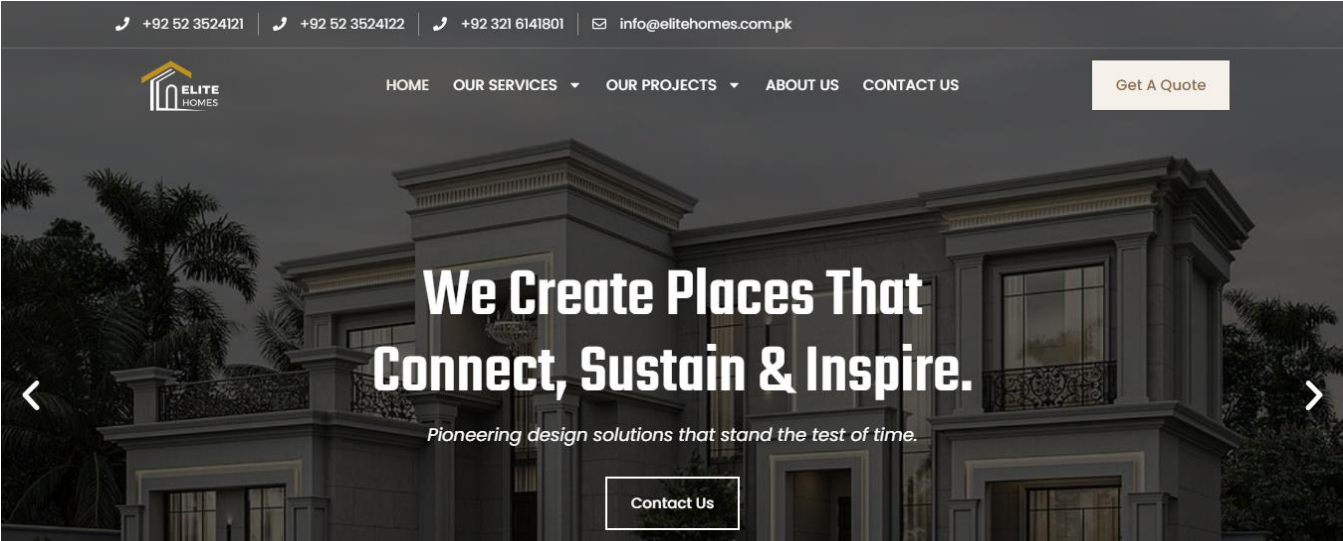 +92 52 3524121 +92 52 3524122 +92 321 6141801 info@elitehomes.com.pk
ELITE
HOMES
HOME OUR SERVICES OUR PROJECTS ABOUT US CONTACT US
Get A Quote
We Create Places That
Connect, Sustain & Inspire.
Pioneering design solutions that stand the test of time.
Contact Us